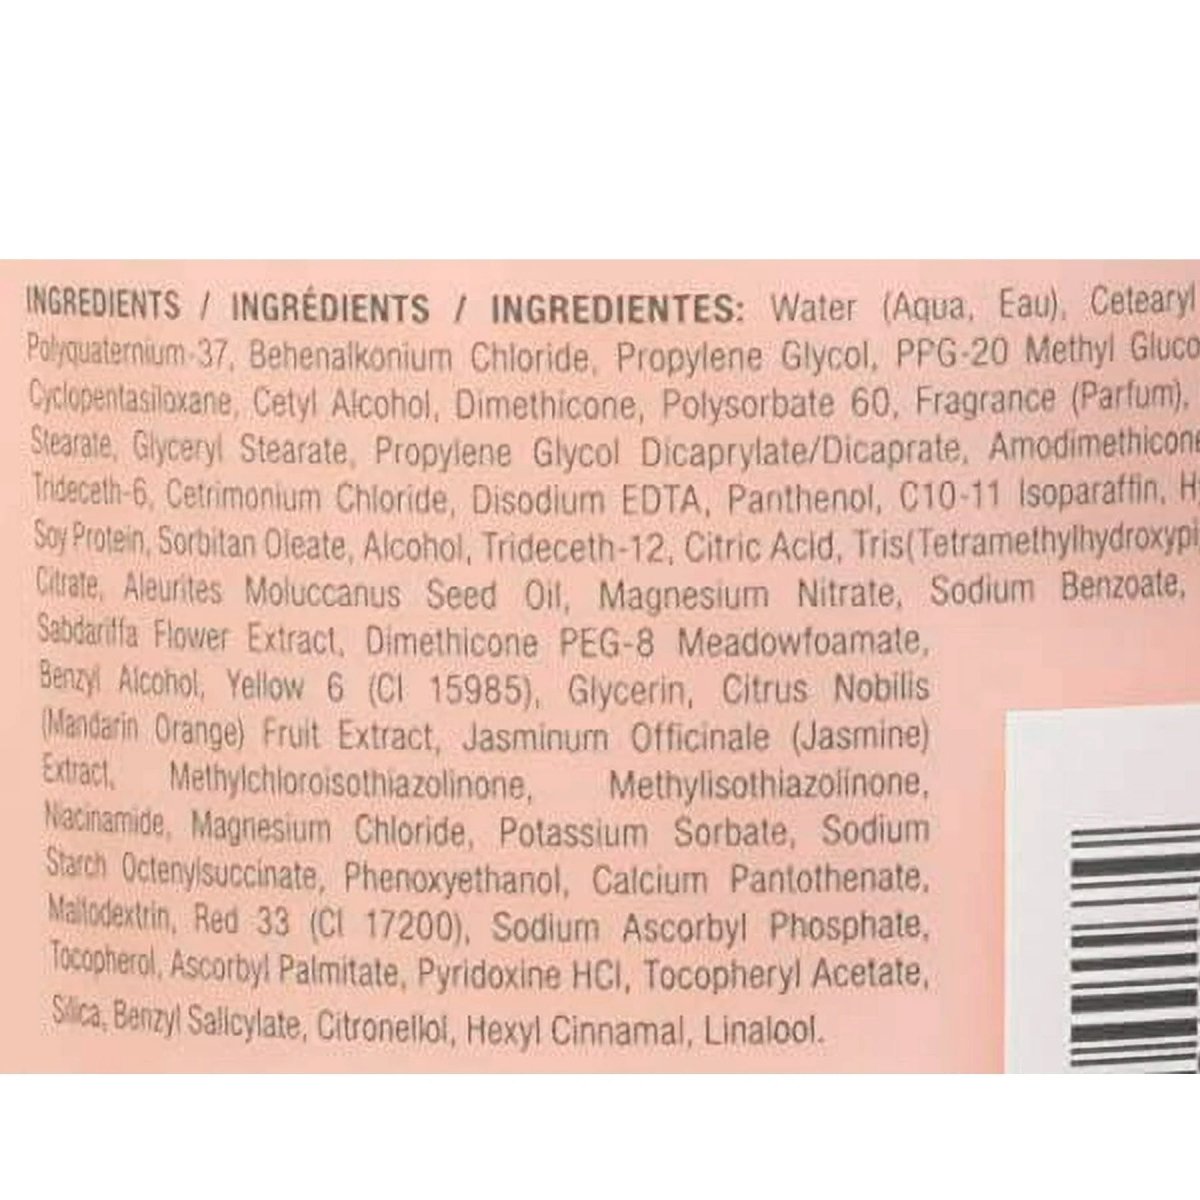 INGREDIENTS / INGRÉDIENTS / INGREDIENTES: Water (Aqua, Eau), Cetearyl
Polyquaternium-37, Behenalkonium Chloride, Propylene Glycol, PPG-20 Methyl Gluco
Cyclopentasiloxane, Cetyl Alcohol, Dimethicone, Polysorbate 60, Fragrance (Parfum),
Stearate, Glyceryl Stearate, Propylene Glycol Dicaprylate/Dicaprate, Amodimethicon
Trideceth-6, Cetrimonium Chloride, Disodium EDTA, Panthenol, C10-11 Isoparaffin, H
Soy Protein, Sorbitan Oleate, Alcohol, Trideceth-12, Citric Acid, Tris(Tetramethylhydroxypi
Citrate, Aleurites Moluccanus Seed Oil, Magnesium Nitrate, Sodium Benzoate,
Sabdariffa Flower Extract, Dimethicone PEG-8 Meadowfoamate,
Benzyl Alcohol, Yellow 6 (CI 15985), Glycerin, Citrus Nobilis
(Mandarin Orange) Fruit Extract, Jasminum Officinale (Jasmine)
Extract, Methylchloroisothiazolinone, Methylisothiazolinone,
Niacinamide, Magnesium Chloride, Potassium Sorbate, Sodium
Starch Octenylsuccinate, Phenoxyethanol, Calcium Pantothenate,
Maltodextrin, Red 33 (CI 17200), Sodium Ascorbyl Phosphate,
Tocopherol, Ascorbyl Palmitate, Pyridoxine HCI, Tocopheryl Acetate,
Silica, Benzyl Salicylate, Citronellol, Hexyl Cinnamal, Linalool.